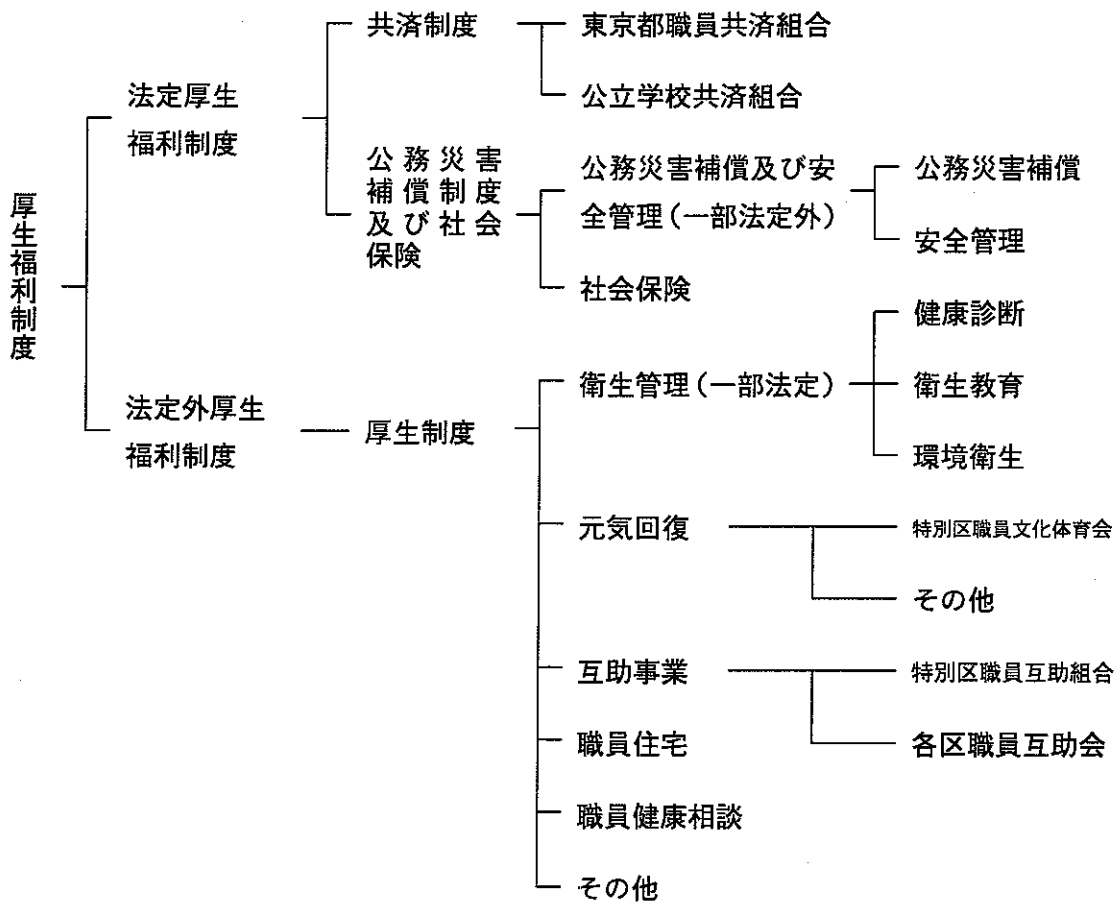 厚生福利制度
法定厚生
福利制度
共済制度
東京都職員共済組合
公立学校共済組合
公務災害
補償制度
及び社会
保険
公務災害補償及び安
全管理（一部法定外）
公務災害補償
安全管理
社会保険
法定外厚生
福利制度
厚生制度
衛生管理（一部法定）
健康診断
衛生教育
環境衛生
元気回復
特別区職員文化体育会
その他
互助事業
特別区職員互助組合
各区職員互助会
職員住宅
職員健康相談
その他